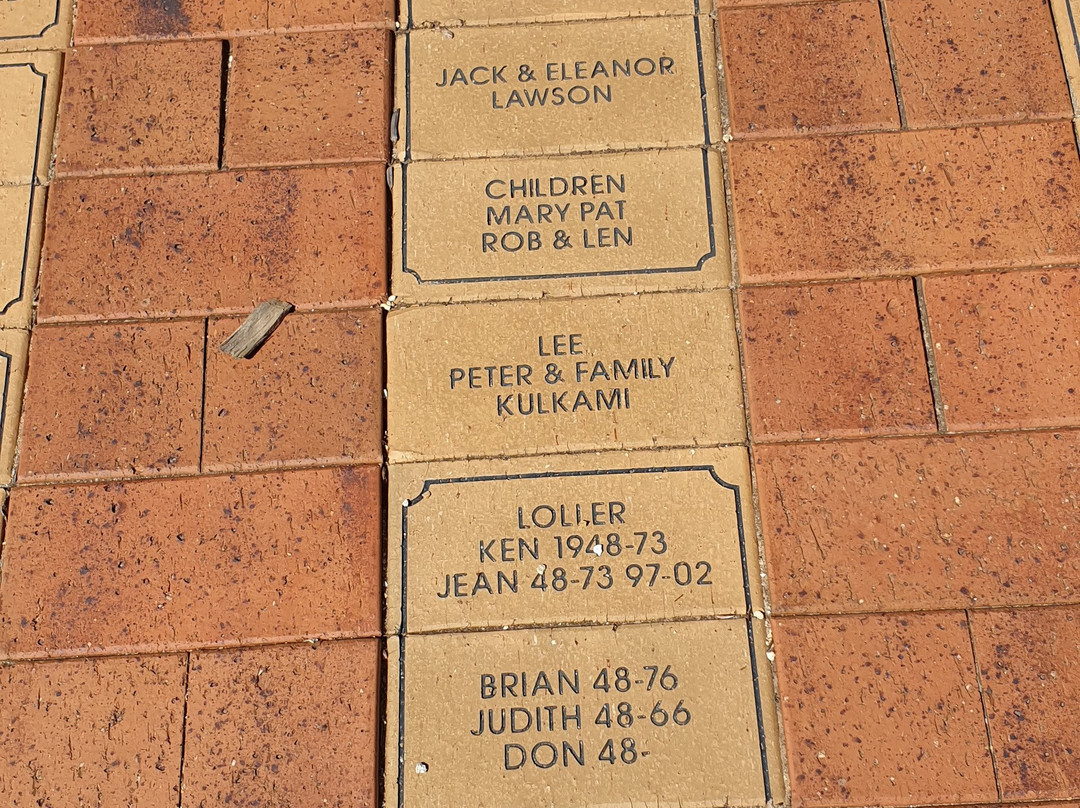 JACK & ELEANOR
LAWSON
CHILDREN
MARY PAT
ROB & LEN
LEE
PETER & FAMILY
KULKAMI
LOLLER
KEN 1948-73
JEAN 48-73 97-02
BRIAN 48-76
JUDITH 48-66
DON 48-